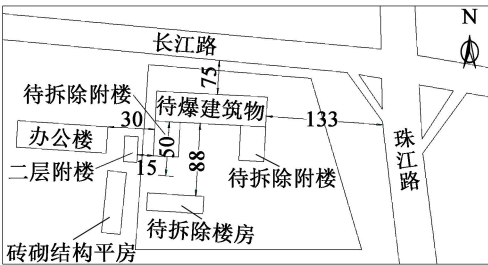 N
长江路
75
待拆除附楼
待爆建筑物
30
133
办公楼
50
珠江路
二层附楼
15
88
待拆除附楼
待拆除楼房
砖砌结构平房